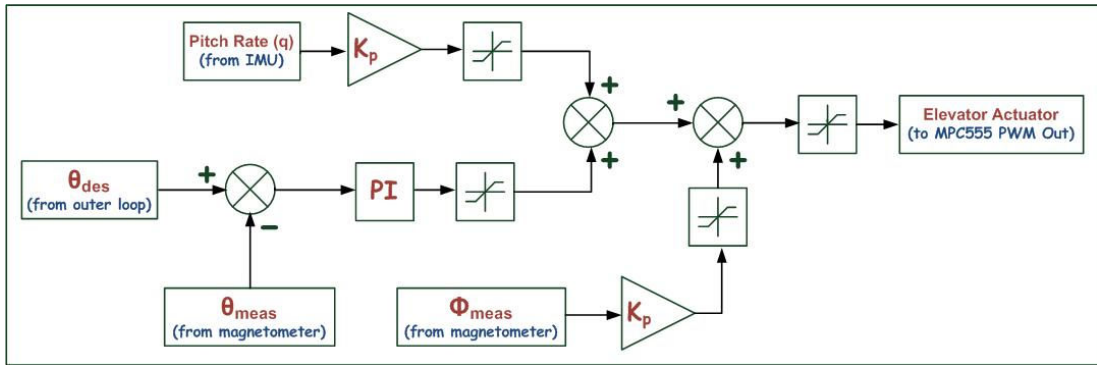 Pitch Rate (q)
(from IMU)
Kp
+
+
+
+
+
−
Elevator Actuator
(to MPC555 PWM Out)
θdes
(from outer loop)
PI
θmeas
(from magnetometer)
Φmeas
(from magnetometer)
Kp